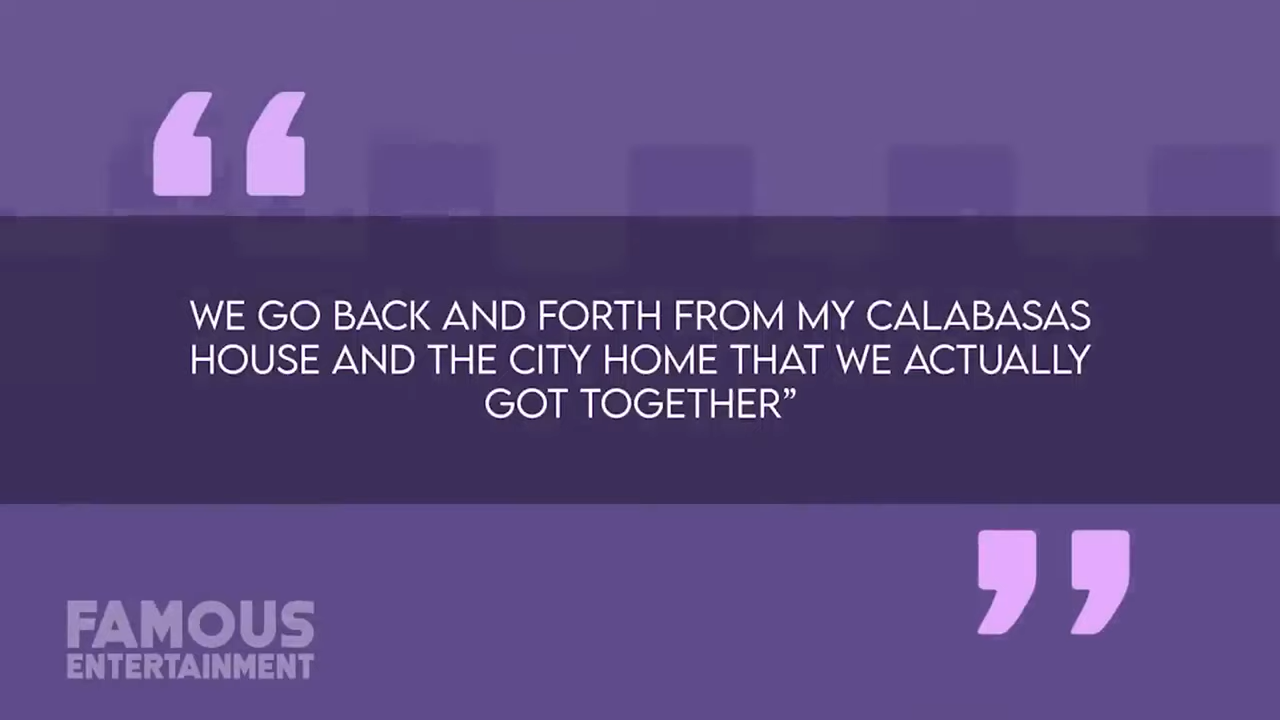 WE GO BACK AND FORTH FROM MY CALABASAS
HOUSE AND THE CITY HOME THAT WE ACTUALLY
GOT TOGETHER”
FAMOUS
ENTERTAINMENT